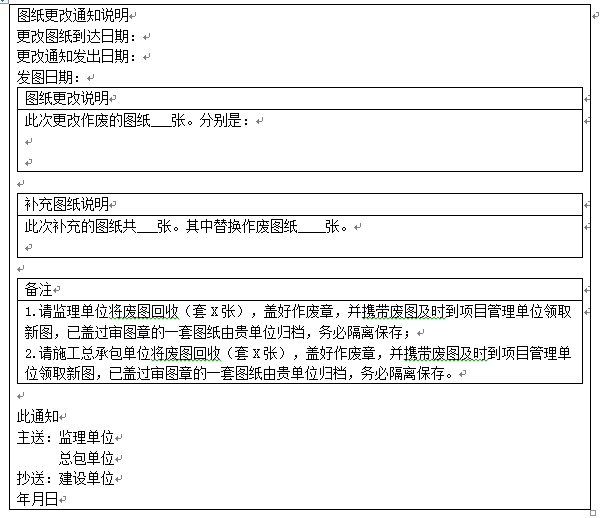 图纸更改通知说明
更改图纸到达日期：
更改通知发出日期：
发图日期：
图纸更改说明
此次更改作废的图纸___张。分别是：
补充图纸说明
此次补充的图纸共___张。其中替换作废图纸____张。
备注
1.请监理单位将废图回收（套X张），盖好作废章，并携带废图及时到项目管理单位领取
新图，已盖过审图章的一套图纸由贵单位归档，务必隔离保存；
2.请施工总承包单位将废图回收（套X张），盖好作废章，并携带废图及时到项目管理单
位领取新图，已盖过审图章的一套图纸由贵单位归档，务必隔离保存。
此通知
主送：监理单位
总包单位
抄送：建设单位
年月日